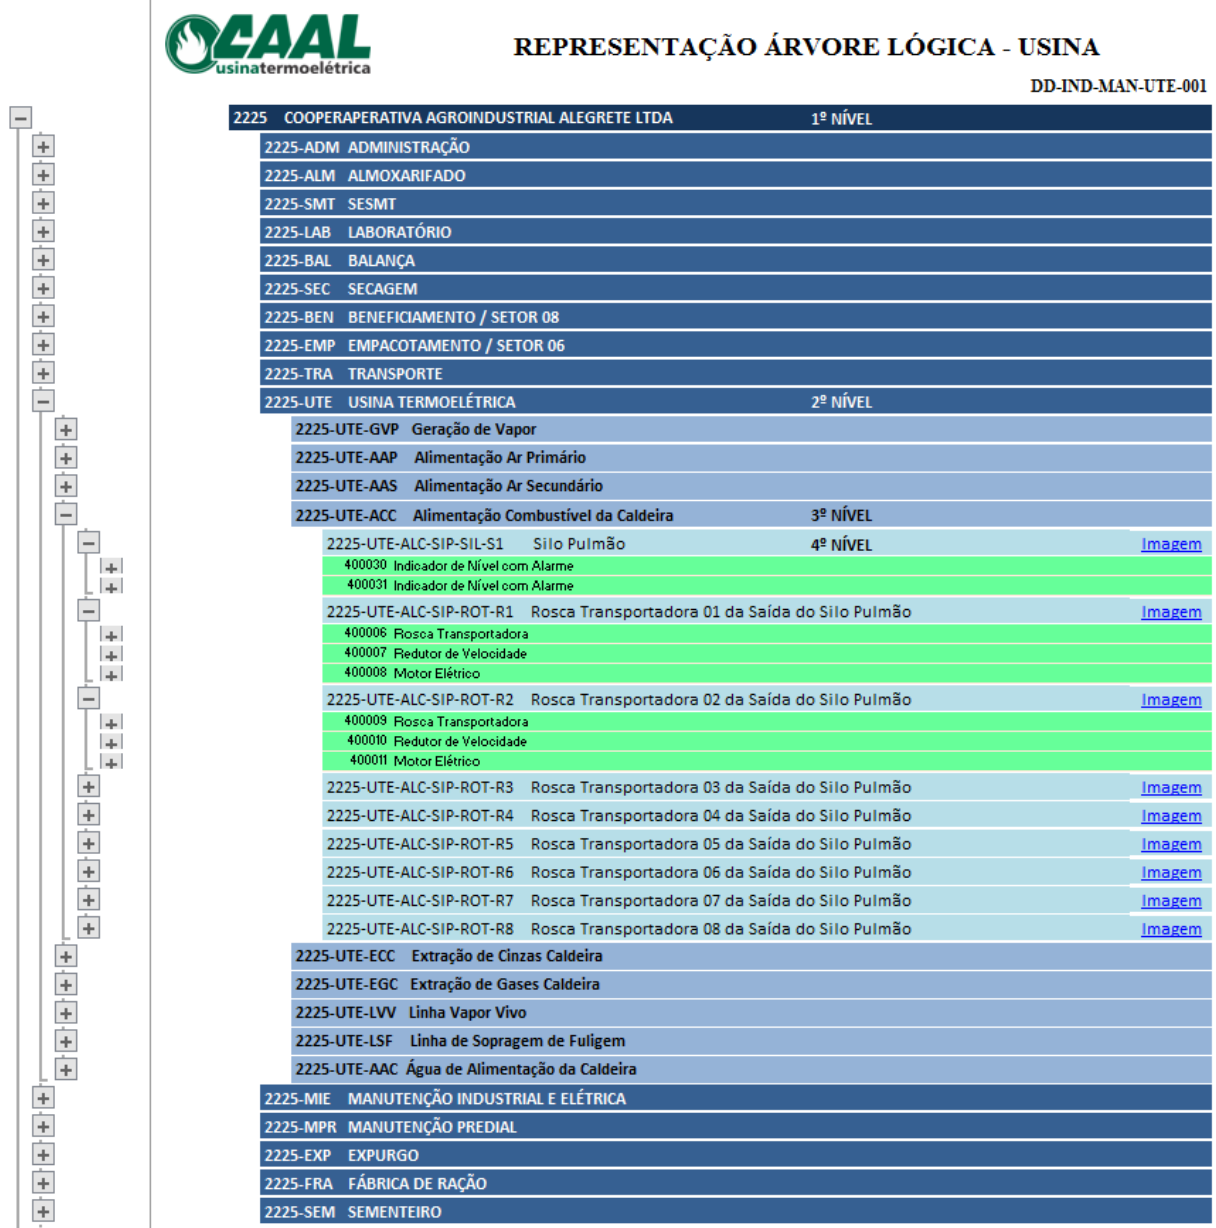 CAAL
usinatermoelétrica
REPRESENTAÇÃO ÁRVORE LÓGICA - USINA
DD-IND-MAN-UTE-001
2225 COOPERAPERATIVA AGROINDUSTRIAL ALEGRETE LTDA 1º NÍVEL
2225-ADM ADMINISTRAÇÃO
2225-ALM ALMOXARIFADO
2225-SMT SESMT
2225-LAB LABORATÓRIO
2225-BAL BALANÇA
2225-SEC SECAGEM
2225-BEN BENEFICIAMENTO / SETOR 08
2225-EMP EMPACOTAMENTO / SETOR 06
2225-TRA TRANSPORTE
2225-UTE USINA TERMOELÉTRICA 2º NÍVEL
2225-UTE-GVP Geração de Vapor
2225-UTE-AAP Alimentação Ar Primário
2225-UTE-AAS Alimentação Ar Secundário
2225-UTE-ACC Alimentação Combustível da Caldeira 3º NÍVEL
2225-UTE-ALC-SIP-SIL-S1 Silo Pulmão 4º NÍVEL Imagem
400030 Indicador de Nível com Alarme
400031 Indicador de Nível com Alarme
2225-UTE-ALC-SIP-ROT-R1 Rosca Transportadora 01 da Saída do Silo Pulmão Imagem
400006 Rosca Transportadora
400007 Redutor de Velocidade
400008 Motor Elétrico
2225-UTE-ALC-SIP-ROT-R2 Rosca Transportadora 02 da Saída do Silo Pulmão Imagem
400009 Rosca Transportadora
400010 Redutor de Velocidade
400011 Motor Elétrico
2225-UTE-ALC-SIP-ROT-R3 Rosca Transportadora 03 da Saída do Silo Pulmão Imagem
2225-UTE-ALC-SIP-ROT-R4 Rosca Transportadora 04 da Saída do Silo Pulmão Imagem
2225-UTE-ALC-SIP-ROT-R5 Rosca Transportadora 05 da Saída do Silo Pulmão Imagem
2225-UTE-ALC-SIP-ROT-R6 Rosca Transportadora 06 da Saída do Silo Pulmão Imagem
2225-UTE-ALC-SIP-ROT-R7 Rosca Transportadora 07 da Saída do Silo Pulmão Imagem
2225-UTE-ALC-SIP-ROT-R8 Rosca Transportadora 08 da Saída do Silo Pulmão Imagem
2225-UTE-ECC Extração de Cinzas Caldeira
2225-UTE-EGC Extração de Gases Caldeira
2225-UTE-LVV Linha Vapor Vivo
2225-UTE-LSF Linha de Sopragem de Fuligem
2225-UTE-AAC Água de Alimentação da Caldeira
2225-MIE MANUTENÇÃO INDUSTRIAL E ELÉTRICA
2225-MPR MANUTENÇÃO PREDIAL
2225-EXP EXPURGO
2225-FRA FÁBRICA DE RAÇÃO
2225-SEM SEMENTEIRO